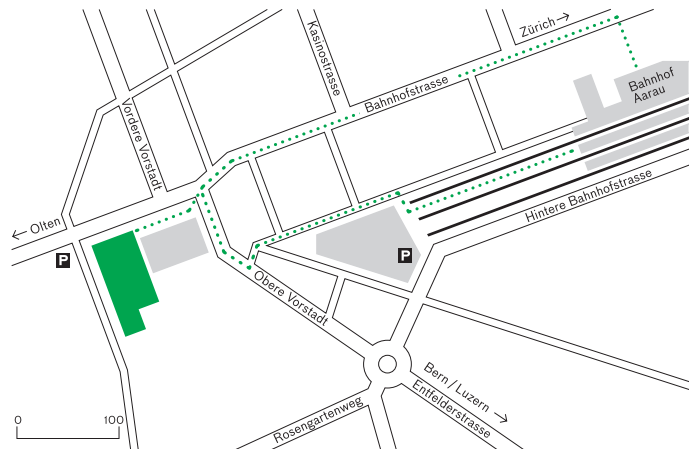 Zürich
Kasinostrasse
Bahnhof
Aarau
Bahnhofstrasse
Vordere Vorstadt
Hintere Bahnhofstrasse
Olten
P
P
Obere Vorstadt
Bern / Luzern
Entfelderstrasse
Rosengartenweg
0
100